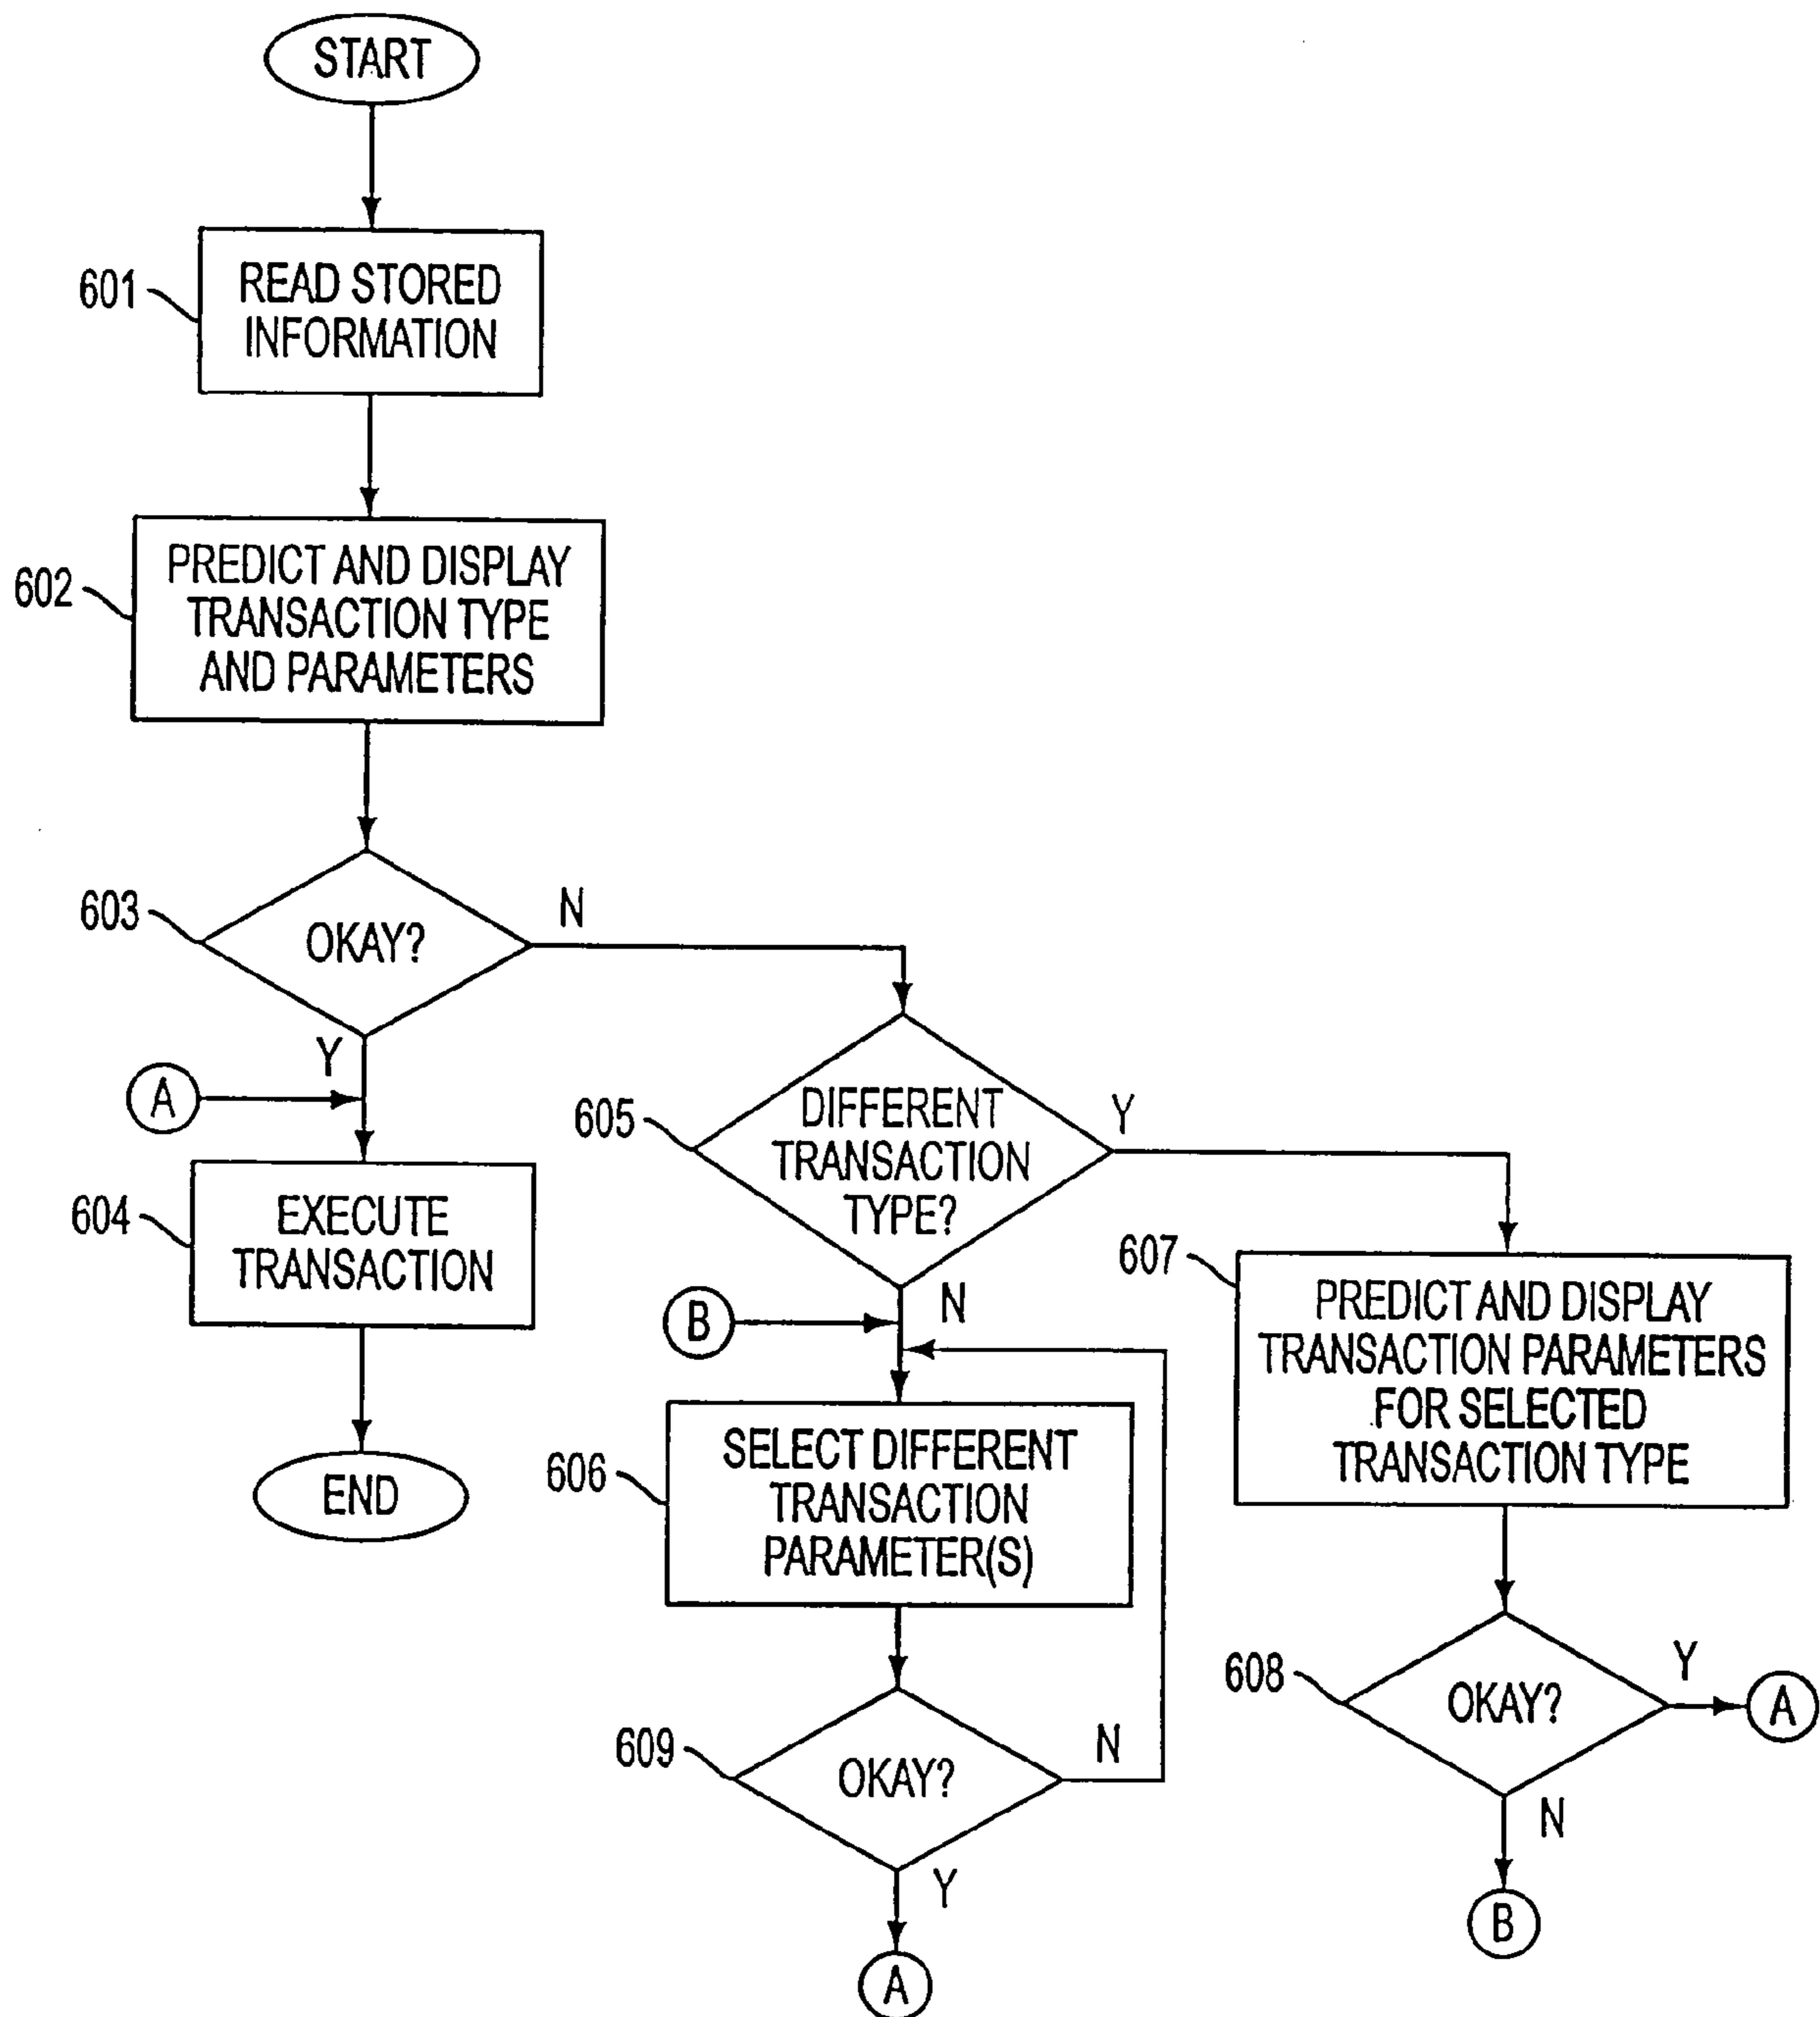 START
601
READ STORED
INFORMATION
602
PREDICT AND DISPLAY
TRANSACTION TYPE
AND PARAMETERS
603
OKAY?
N
Y
A
604
EXECUTE
TRANSACTION
END
605
DIFFERENT
TRANSACTION
TYPE?
Y
N
B
606
SELECT DIFFERENT
TRANSACTION
PARAMETER(S)
609
OKAY?
N
Y
A
607
PREDICT AND DISPLAY
TRANSACTION PARAMETERS
FOR SELECTED
TRANSACTION TYPE
608
OKAY?
Y
A
N
B